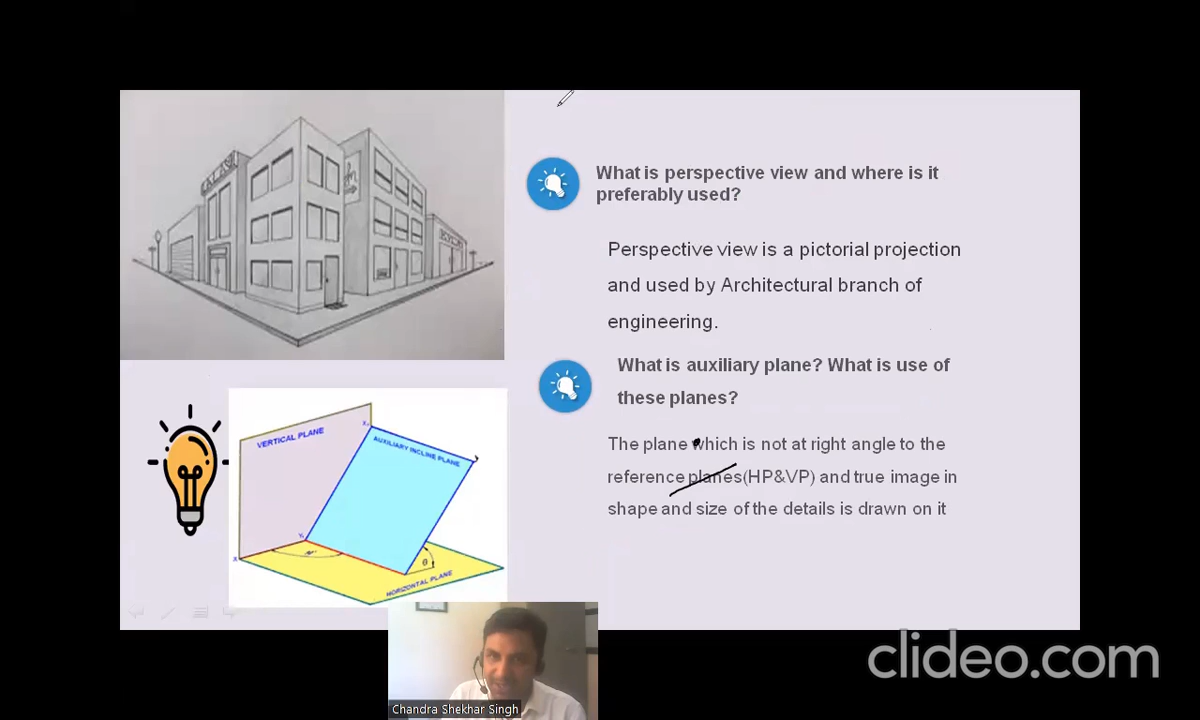 What is perspective view and where is it
preferably used?
Perspective view is a pictorial projection
and used by Architectural branch of
engineering.
What is auxiliary plane? What is use of
these planes?
The plane which is not at right angle to the
reference planes(HP&VP) and true image in
shape and size of the details is drawn on it
VERTICAL PLANE
AUXILIARY INCLINE PLANE
X
θ
HORIZONTAL PLANE
Chandra Shekhar Singh
clideo.com